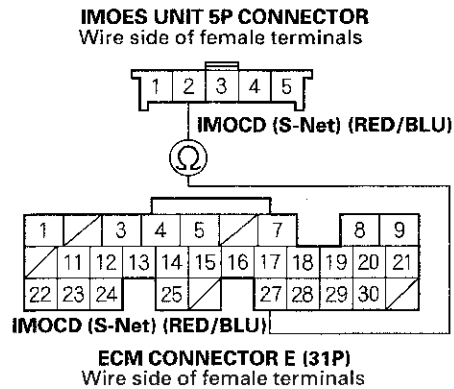 IMOES UNIT 5P CONNECTOR
Wire side of female terminals
1 2 3 4 5
IMOCD (S-Net) (RED/BLU)
Ω
1 3 4 5 7 8 9
11 12 13 14 15 16 17 18 19 20 21
22 23 24 25 27 28 29 30
IMOCD (S-Net) (RED/BLU)
ECM CONNECTOR E (31P)
Wire side of female terminals